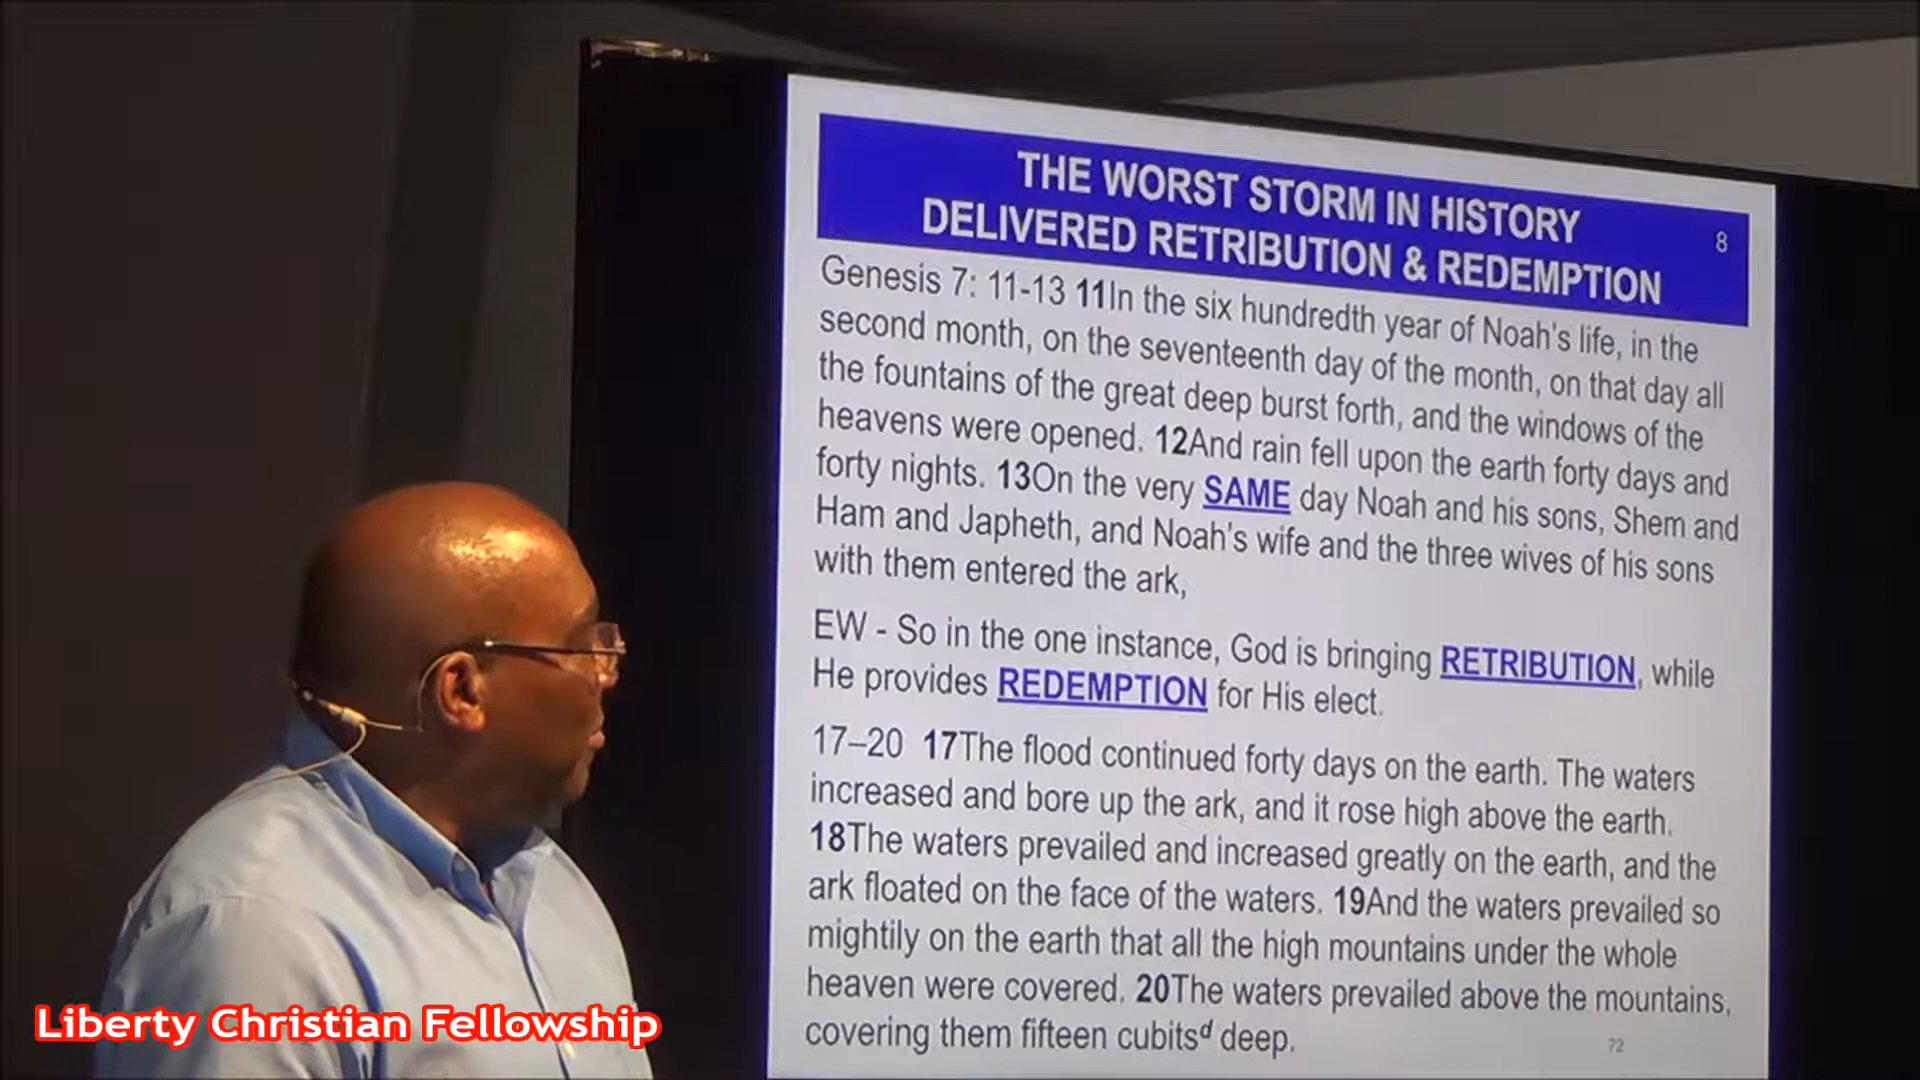 THE WORST STORM IN HISTORY
DELIVERED RETRIBUTION & REDEMPTION
8
Genesis 7: 11-13 11In the six hundredth year of Noah's life, in the
second month, on the seventeenth day of the month, on that day all
the fountains of the great deep burst forth, and the windows of the
heavens were opened. 12And rain fell upon the earth forty days and
forty nights. 13On the very SAME day Noah and his sons, Shem and
Ham and Japheth, and Noah's wife and the three wives of his sons
with them entered the ark,
EW - So in the one instance, God is bringing RETRIBUTION, while
He provides REDEMPTION for His elect.
17–20 17The flood continued forty days on the earth. The waters
increased and bore up the ark, and it rose high above the earth.
18The waters prevailed and increased greatly on the earth, and the
ark floated on the face of the waters. 19And the waters prevailed so
mightily on the earth that all the high mountains under the whole
heaven were covered. 20The waters prevailed above the mountains,
covering them fifteen cubitsᵈ deep.
72
Liberty Christian Fellowship